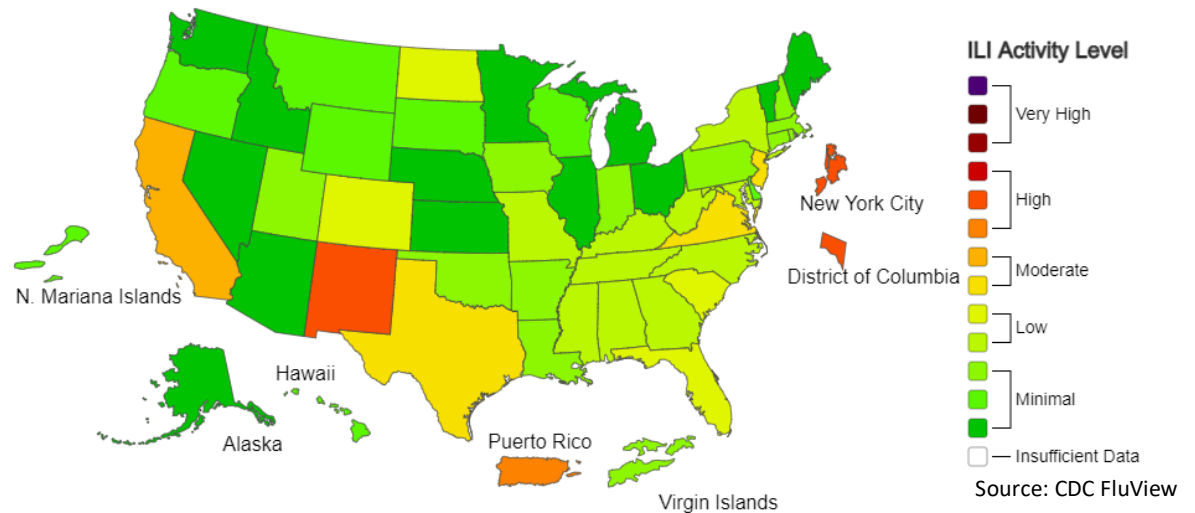 ILI Activity Level
Very High
High
Moderate
Low
Minimal
Insufficient Data
Source: CDC FluView
New York City
District of Columbia
N. Mariana Islands
Hawaii
Alaska
Puerto Rico
Virgin Islands